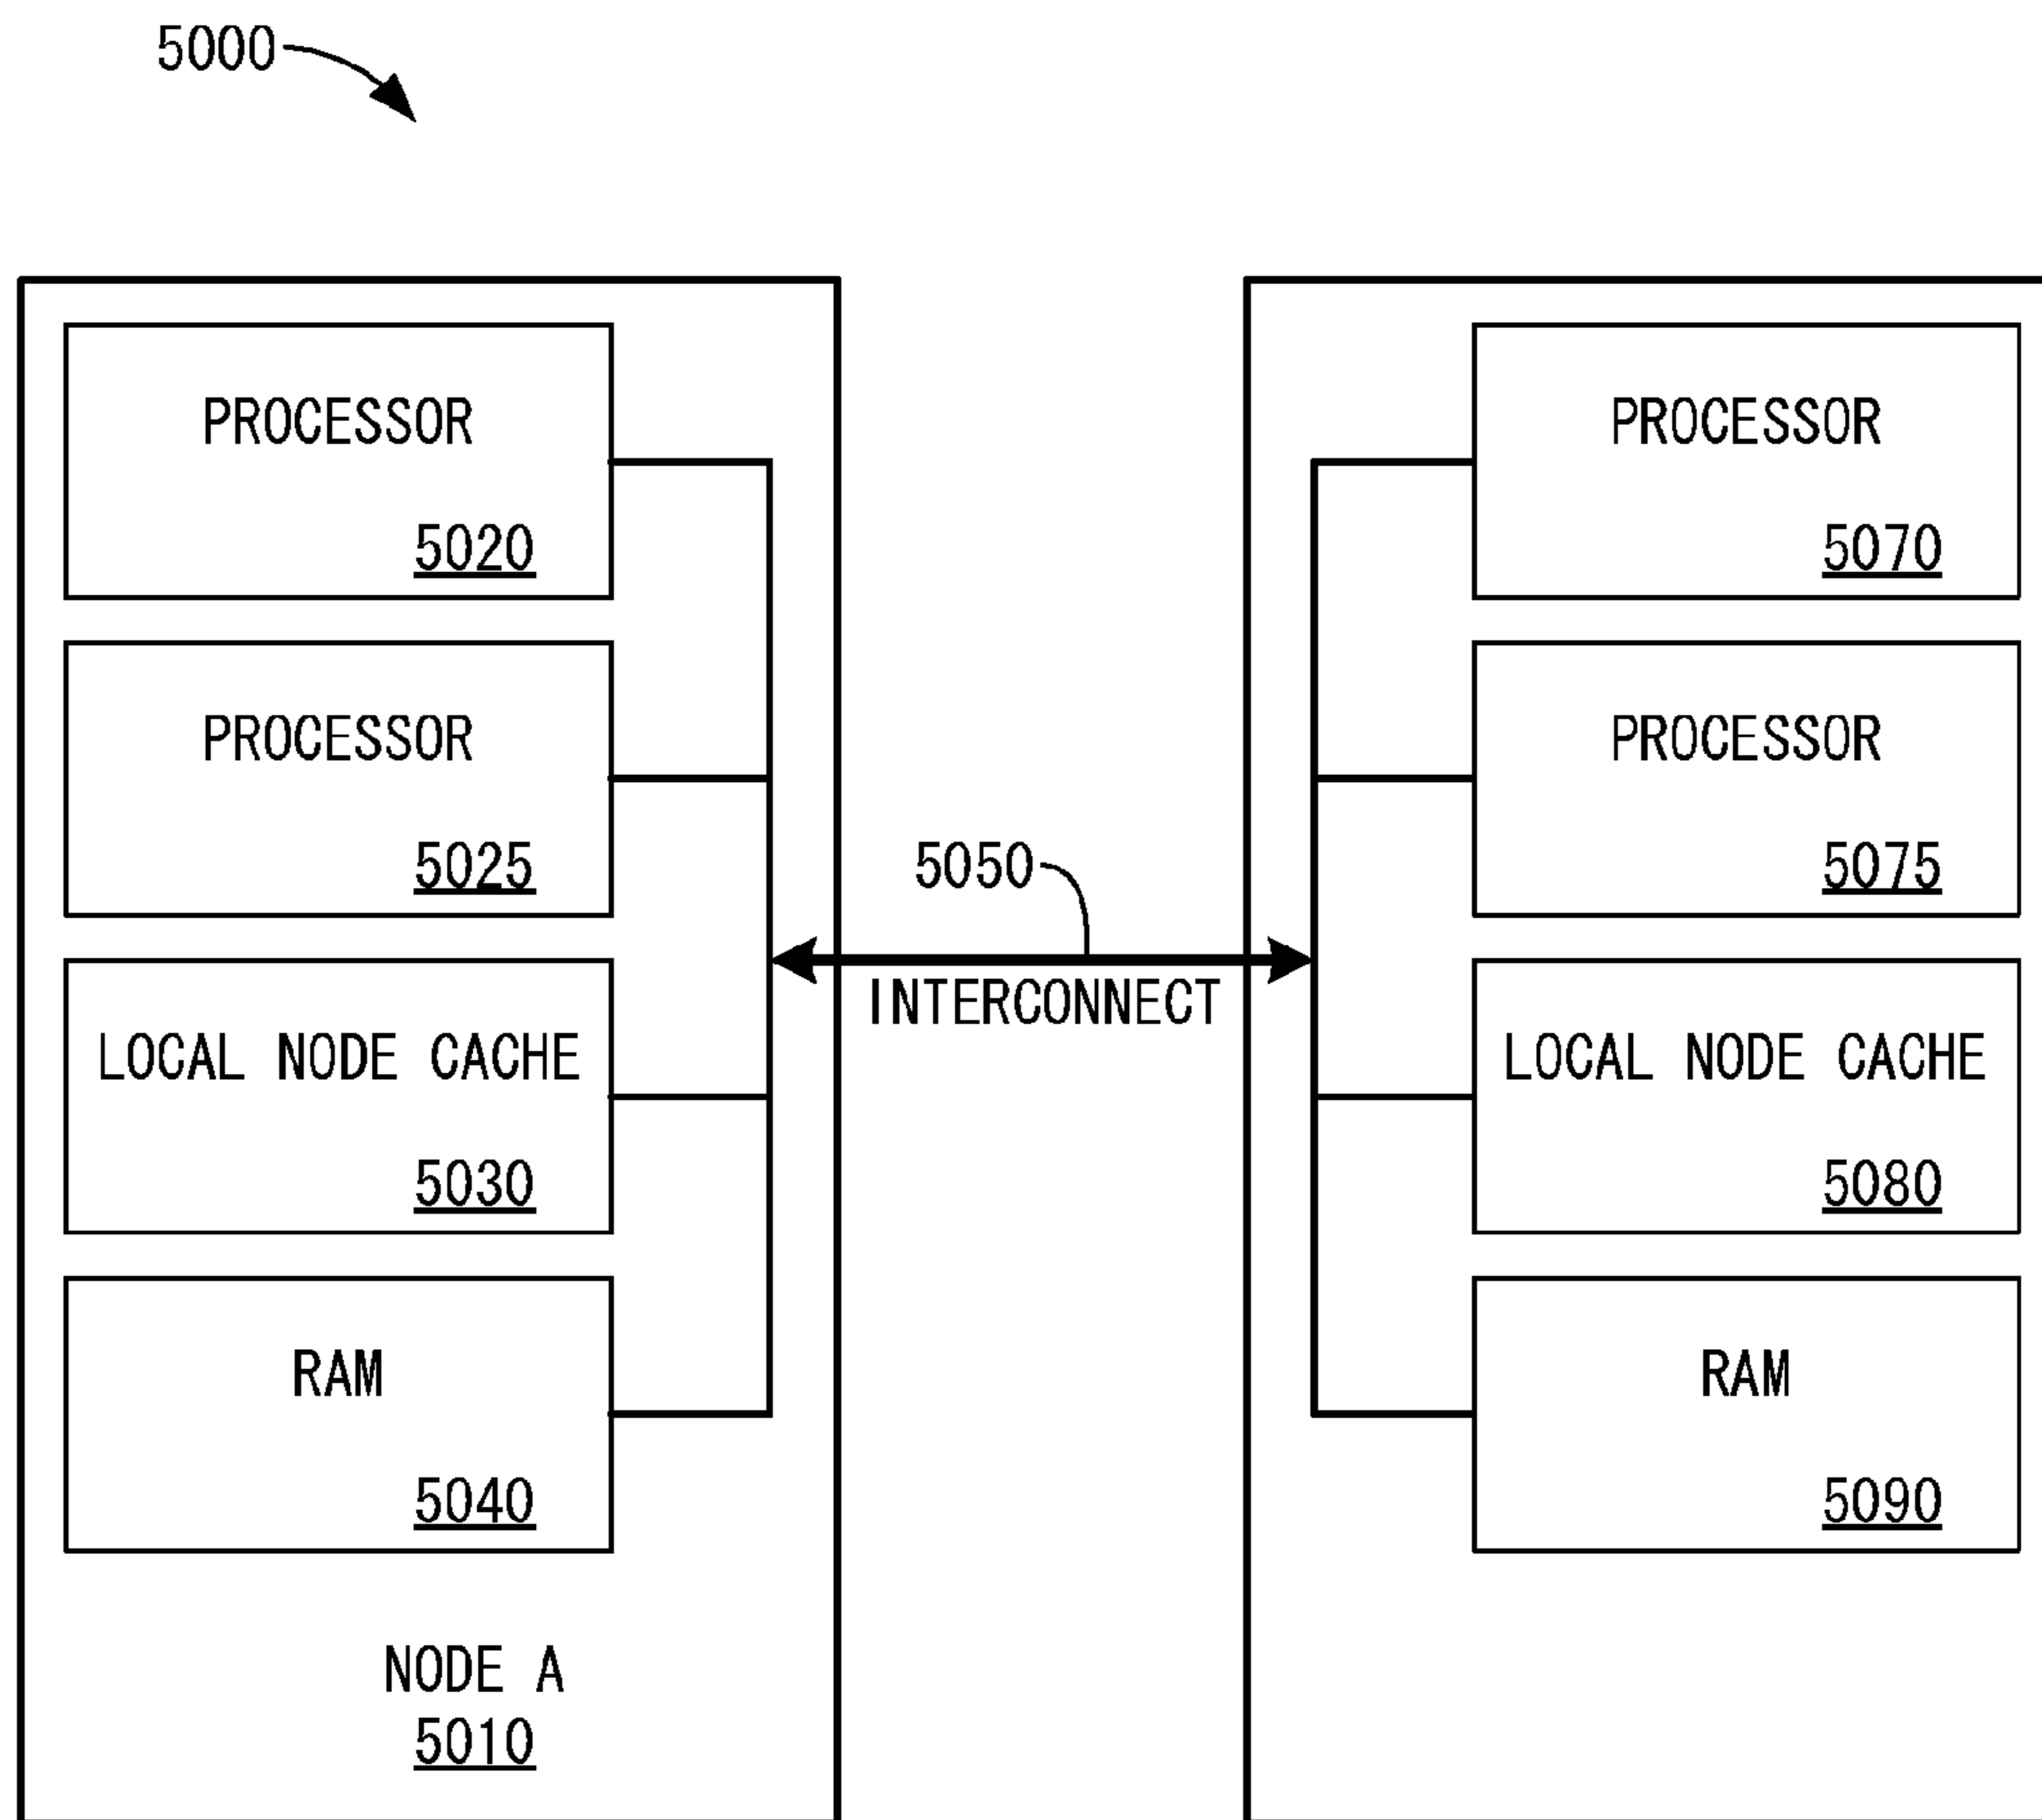 5000
PROCESSOR
5020
PROCESSOR
5025
LOCAL NODE CACHE
5030
RAM
5040
NODE A
5010
5050
INTERCONNECT
PROCESSOR
5070
PROCESSOR
5075
LOCAL NODE CACHE
5080
RAM
5090